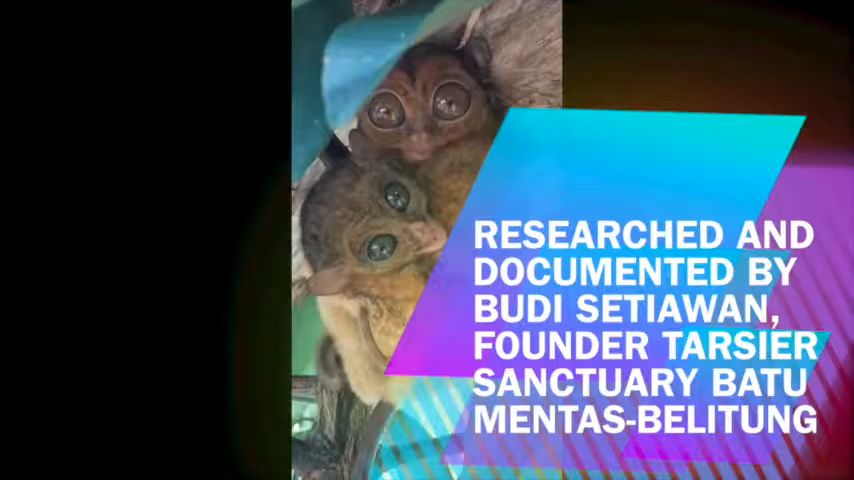 RESEARCHED AND
DOCUMENTED BY
BUDI SETIAWAN,
FOUNDER TARSIER
SANCTUARY BATU
MENTAS-BELITUNG